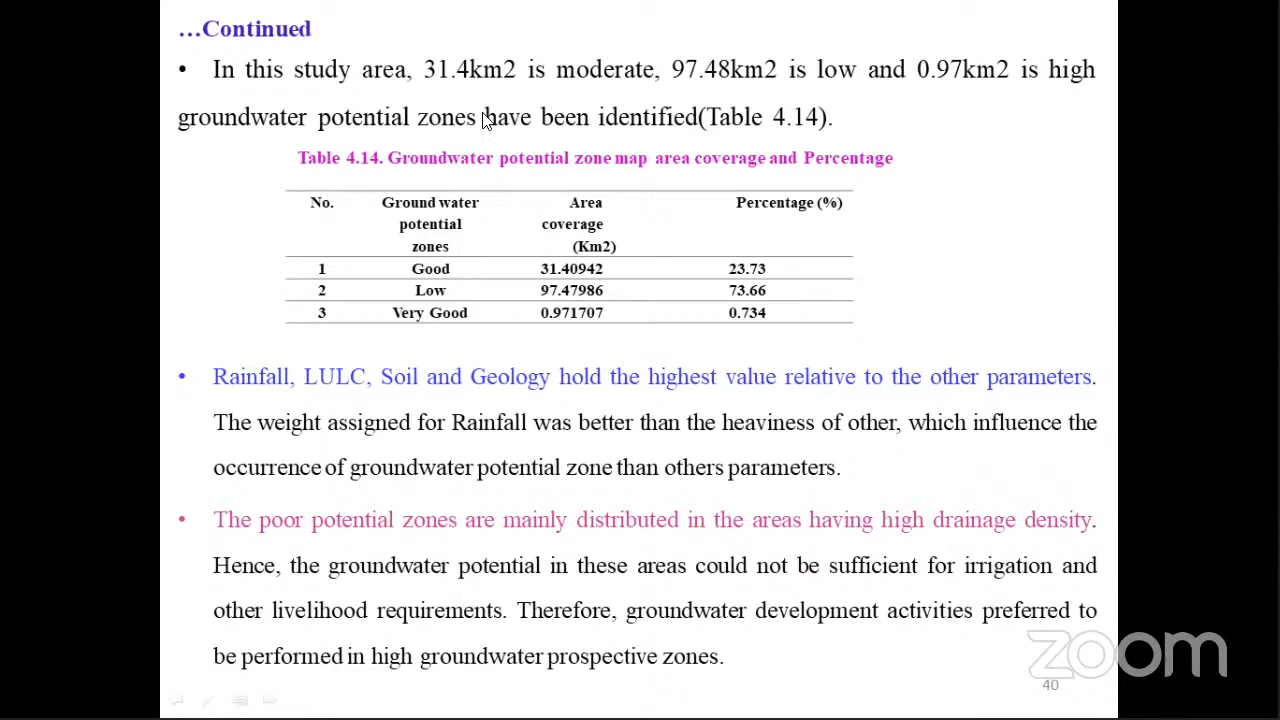 …Continued
• In this study area, 31.4km2 is moderate, 97.48km2 is low and 0.97km2 is high
groundwater potential zones have been identified(Table 4.14).
Table 4.14. Groundwater potential zone map area coverage and Percentage
No. Ground water potential zones Area coverage (Km2) Percentage (%)
1 Good 31.40942 23.73
2 Low 97.47986 73.66
3 Very Good 0.971707 0.734
• Rainfall, LULC, Soil and Geology hold the highest value relative to the other parameters.
The weight assigned for Rainfall was better than the heaviness of other, which influence the
occurrence of groundwater potential zone than others parameters.
• The poor potential zones are mainly distributed in the areas having high drainage density.
Hence, the groundwater potential in these areas could not be sufficient for irrigation and
other livelihood requirements. Therefore, groundwater development activities preferred to
be performed in high groundwater prospective zones.
zoom
40